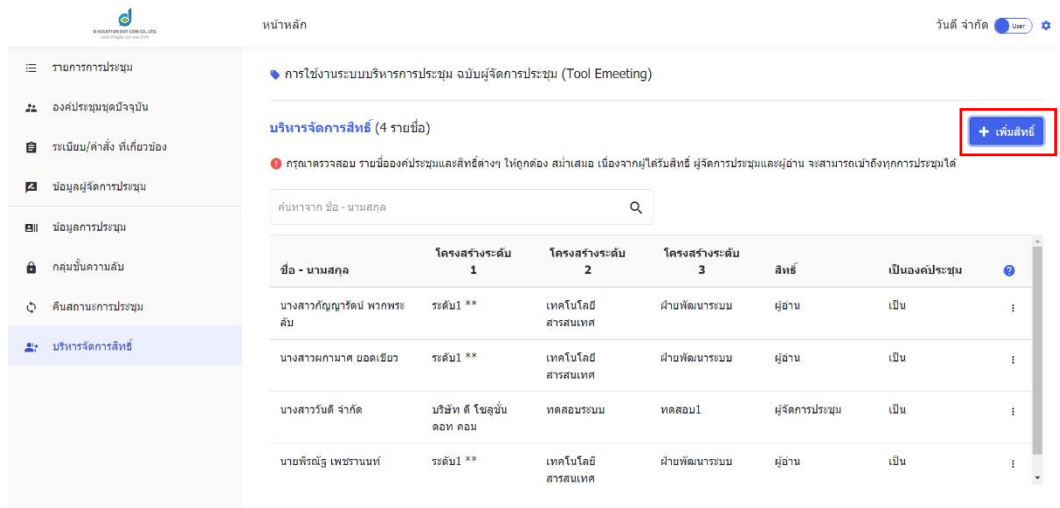 D-SOLUTION DOT COM CO., LTD.
หน้าหลัก
วันดี จำกัด
User
รายการการประชุม
องค์ประชุมชุดปัจจุบัน
ระเบียบ/คำสั่ง ที่เกี่ยวข้อง
ข้อมูลผู้จัดการประชุม
ข้อมูลการประชุม
กลุ่มชั้นความลับ
คืนสถานะการประชุม
บริหารจัดการสิทธิ์
การใช้งานระบบบริหารการประชุม ฉบับผู้จัดการประชุม (Tool Emeeting)
บริหารจัดการสิทธิ์ (4 รายชื่อ)
+ เพิ่มสิทธิ์
กรุณาตรวจสอบ รายชื่อองค์ประชุมและสิทธิ์ต่างๆ ให้ถูกต้อง สม่ำเสมอ เนื่องจากผู้ได้รับสิทธิ์ ผู้จัดการประชุมและผู้อ่าน จะสามารถเข้าถึงทุกการประชุมได้
ค้นหาจาก ชื่อ - นามสกุล
ชื่อ - นามสกุล โครงสร้างระดับ 1 โครงสร้างระดับ 2 โครงสร้างระดับ 3 สิทธิ์ เป็นองค์ประชุม
นางสาวกัญญารัตน์ พวกพระลับ ระดับ1 ** เทคโนโลยีสารสนเทศ ฝ่ายพัฒนาระบบ ผู้อ่าน เป็น
นางสาวผกามาศ ยอดเขียว ระดับ1 ** เทคโนโลยีสารสนเทศ ฝ่ายพัฒนาระบบ ผู้อ่าน เป็น
นางสาววันดี จำกัด บริษัท ดี โซลูชั่น ดอท คอม ทดสอบระบบ ทดสอบ1 ผู้จัดการประชุม เป็น
นายพีรณัฐ เพชรานนท์ ระดับ1 ** เทคโนโลยีสารสนเทศ ฝ่ายพัฒนาระบบ ผู้อ่าน เป็น